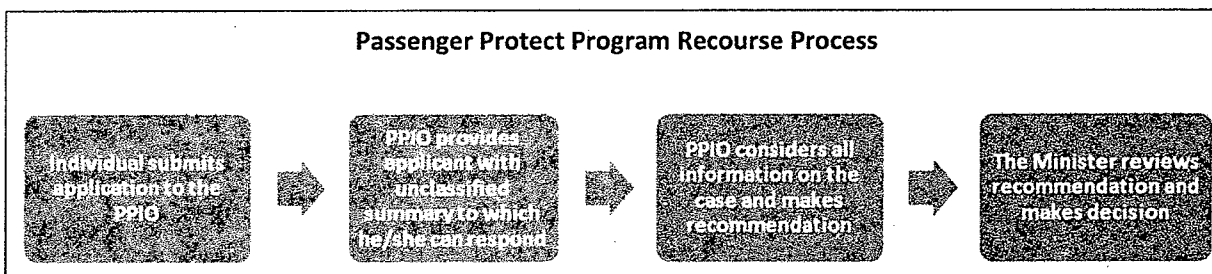 Passenger Protect Program Recourse Process
Individual submits
application to the
PPIO
PPIO provides
applicant with
unclassified
summary to which
he/she can respond
PPIO considers all
information on the
case and makes
recommendation
The Minister reviews
recommendation and
makes decision